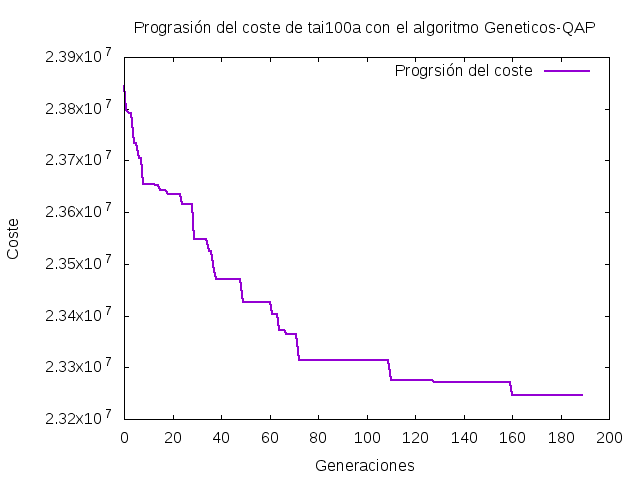 Prograsión del coste de tai100a con el algoritmo Geneticos-QAP
Progrsión del coste
2.39x10^7
2.38x10^7
2.37x10^7
2.36x10^7
2.35x10^7
2.34x10^7
2.33x10^7
2.32x10^7
Coste
0 20 40 60 80 100 120 140 160 180 200
Generaciones